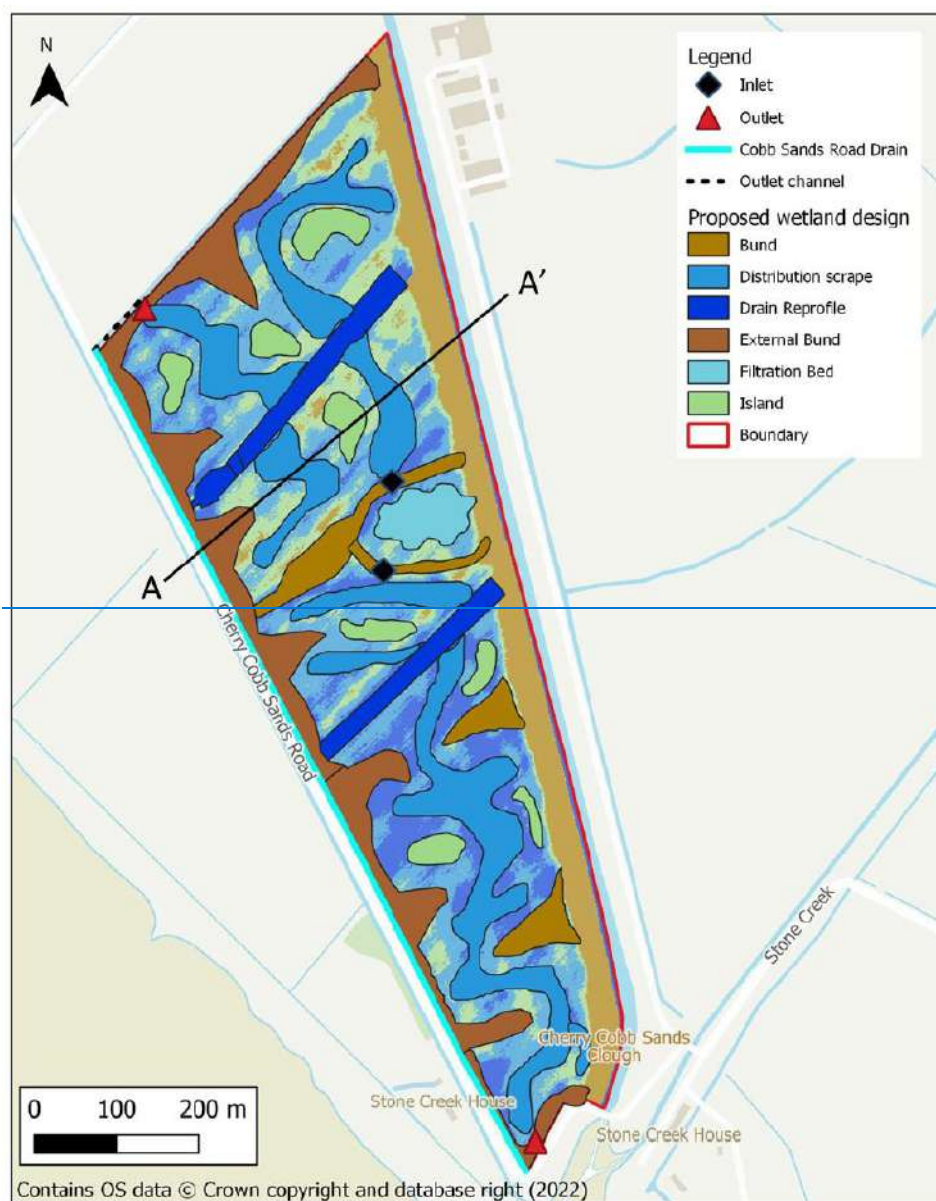 N
Legend
Inlet
Outlet
Cobb Sands Road Drain
Outlet channel
Proposed wetland design
Bund
Distribution scrape
Drain Reprofile
External Bund
Filtration Bed
Island
Boundary
A'
A
Cherry Cobb Sands Road
Stone Creek
Cherry Cobb Sands
Clough
Stone Creek House
Stone Creek House
0 100 200 m
Contains OS data © Crown copyright and database right (2022)